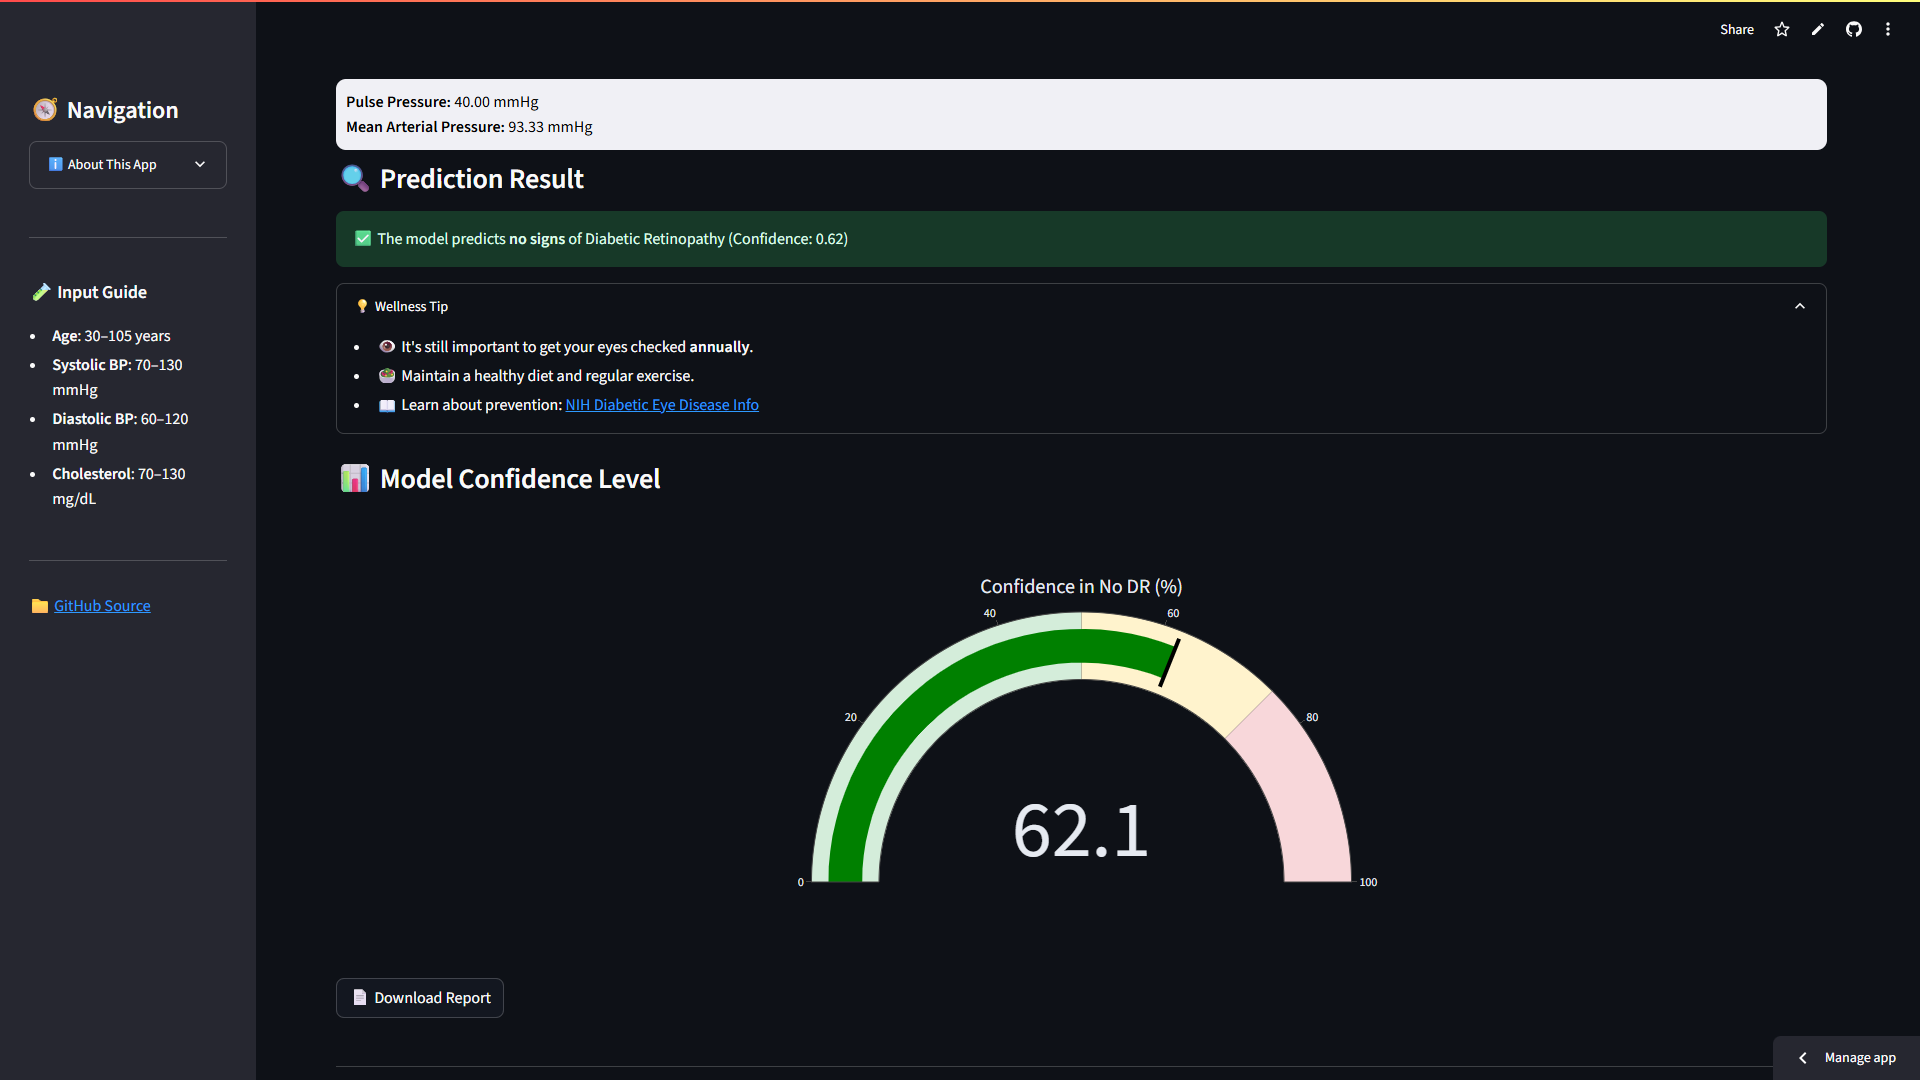 Share
Navigation
About This App
Input Guide
Age: 30–105 years
Systolic BP: 70–130
mmHg
Diastolic BP: 60–120
mmHg
Cholesterol: 70–130
mg/dL
GitHub Source
Pulse Pressure: 40.00 mmHg
Mean Arterial Pressure: 93.33 mmHg
Prediction Result
The model predicts no signs of Diabetic Retinopathy (Confidence: 0.62)
Wellness Tip
It's still important to get your eyes checked annually.
Maintain a healthy diet and regular exercise.
Learn about prevention: NIH Diabetic Eye Disease Info
Model Confidence Level
Confidence in No DR (%)
0
20
40
60
80
100
62.1
Download Report
Manage app